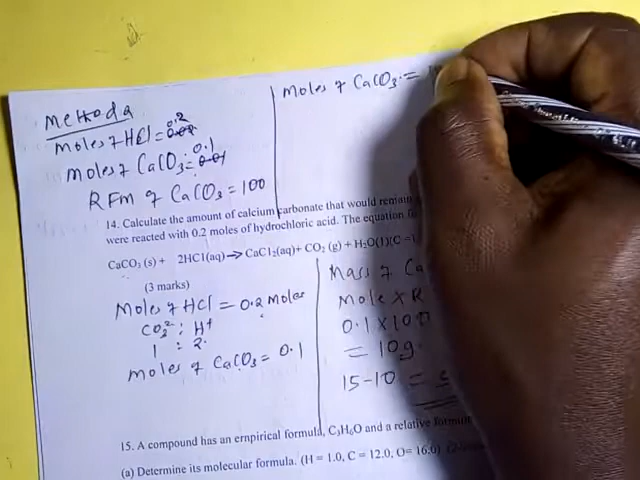 Method a
moles of HCl = 0.2
moles of CaCO3 = 0.1
RFm of CaCO3 = 100
Moles of CaCO3 =
14. Calculate the amount of calcium carbonate that would remain
were reacted with 0.2 moles of hydrochloric acid. The equation
CaCO3 (s) + 2HC1(aq) → CaC12(aq)+ CO2 (g) + H2O(1)(C =
(3 marks)
Moles of HCl = 0.2 moles
CO3²⁻ : H⁺
1 : 2
moles of CaCO3 = 0.1
Mass of Ca
Mole x R
0.1 x 100
= 10g.
15-10 =
15. A compound has an ernpirical formula, C3H6O and a relative formula
(a) Determine its molecular formula. (H = 1.0, C = 12.0, O= 16.0)